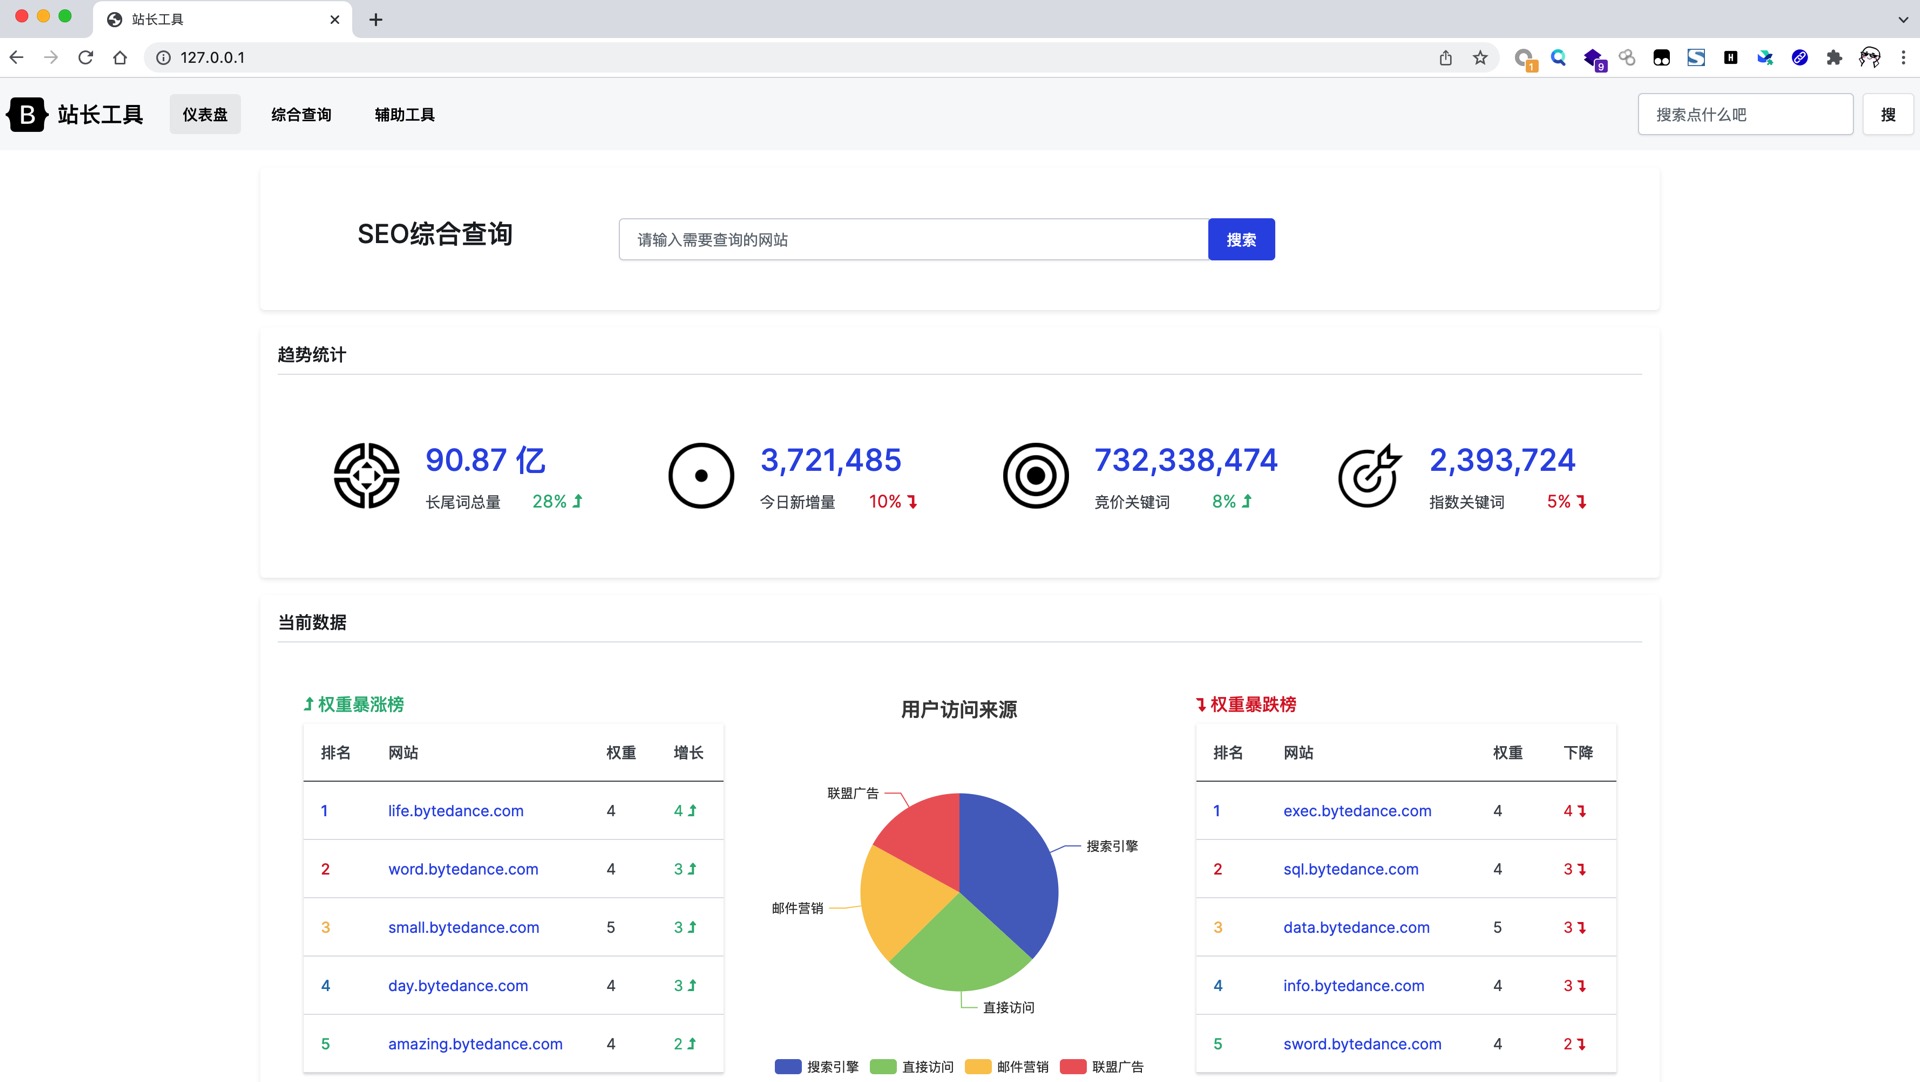 站长工具
127.0.0.1
1
9
H
B 站长工具 仪表盘 综合查询 辅助工具 搜索点什么吧 搜
SEO综合查询 请输入需要查询的网站 搜索
趋势统计
90.87 亿
长尾词总量 28%
3,721,485
今日新增量 10%
732,338,474
竞价关键词 8%
2,393,724
指数关键词 5%
当前数据
权重暴涨榜
排名 网站 权重 增长
1 life.bytedance.com 4 4
2 word.bytedance.com 4 3
3 small.bytedance.com 5 3
4 day.bytedance.com 4 3
5 amazing.bytedance.com 4 2
用户访问来源
联盟广告
搜索引擎
邮件营销
直接访问
搜索引擎 直接访问 邮件营销 联盟广告
权重暴跌榜
排名 网站 权重 下降
1 exec.bytedance.com 4 4
2 sql.bytedance.com 4 3
3 data.bytedance.com 5 3
4 info.bytedance.com 4 3
5 sword.bytedance.com 4 2